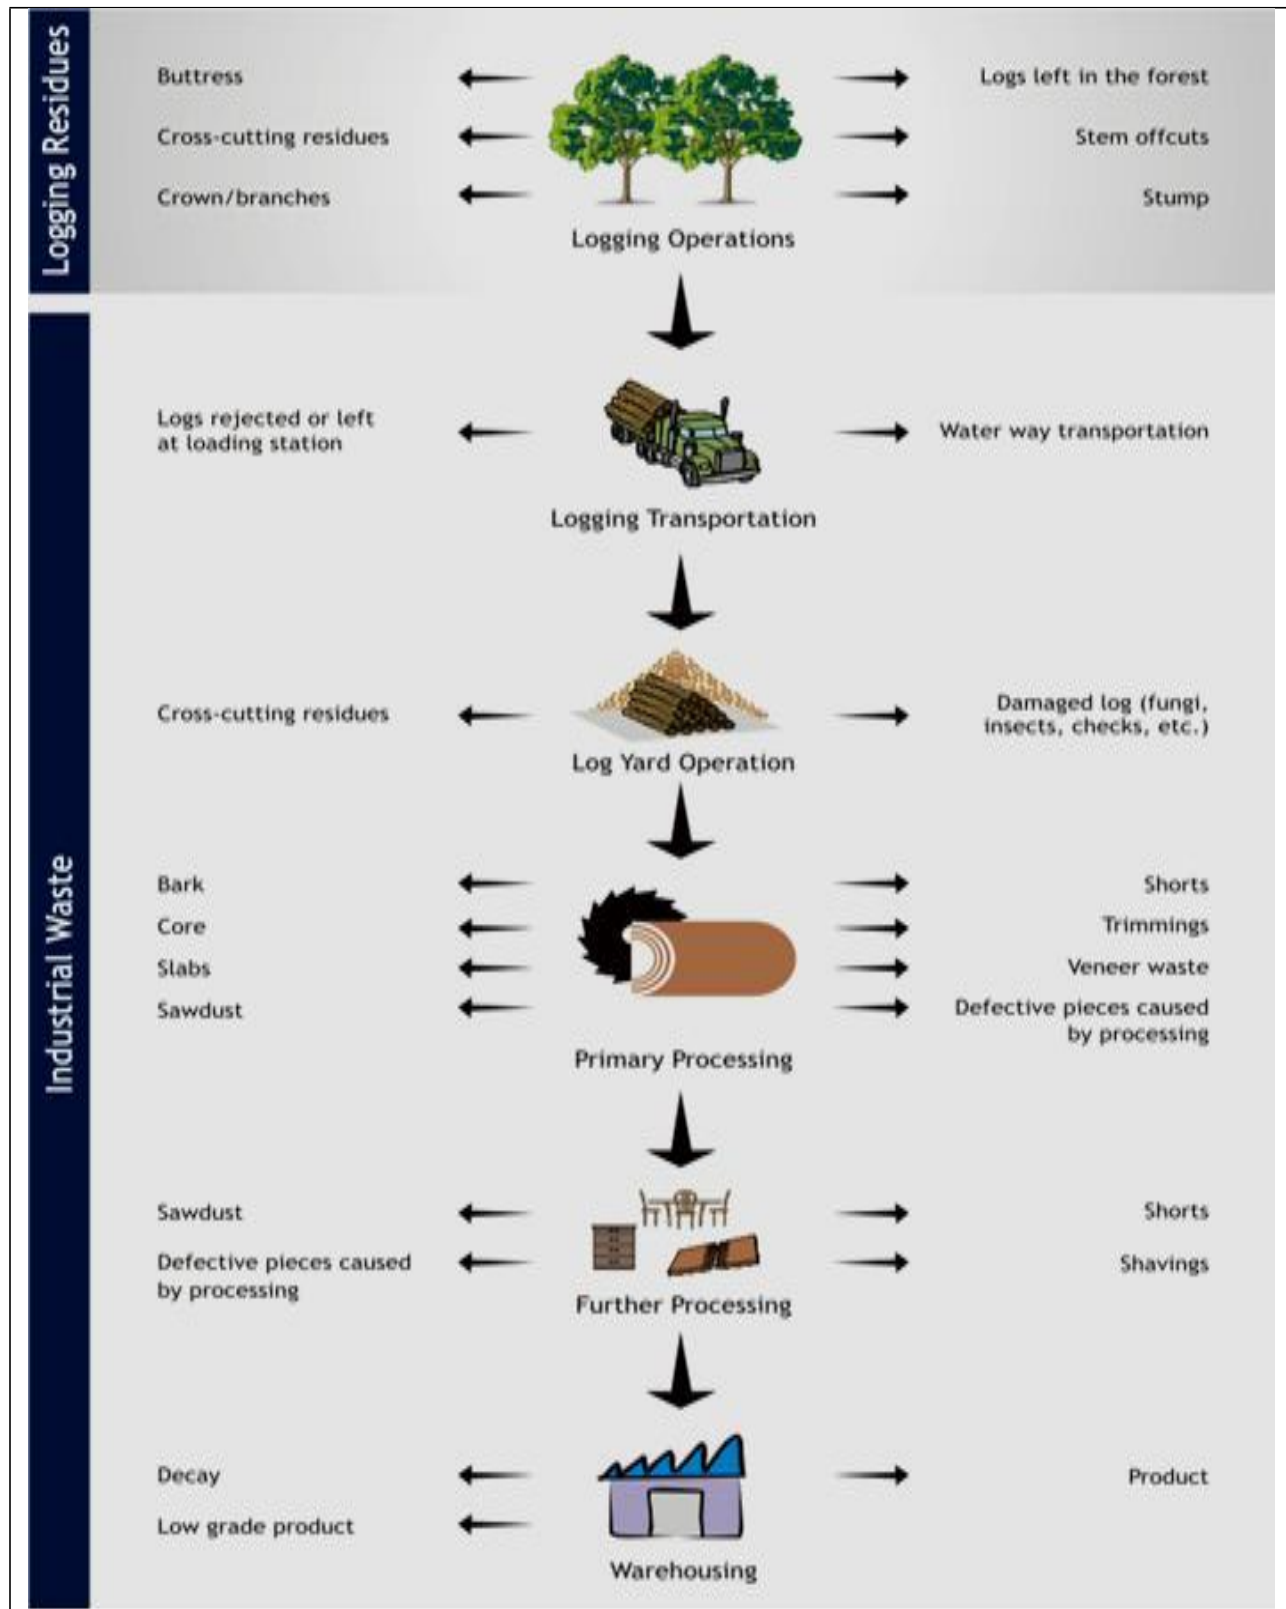 Logging Residues
Buttress
Logs left in the forest
Cross-cutting residues
Stem offcuts
Crown/branches
Stump
Logging Operations
Industrial Waste
Logs rejected or left
at loading station
Water way transportation
Logging Transportation
Cross-cutting residues
Damaged log (fungi,
insects, checks, etc.)
Log Yard Operation
Bark
Shorts
Core
Trimmings
Slabs
Veneer waste
Sawdust
Defective pieces caused
by processing
Primary Processing
Sawdust
Shorts
Defective pieces caused
by processing
Shavings
Further Processing
Decay
Product
Low grade product
Warehousing